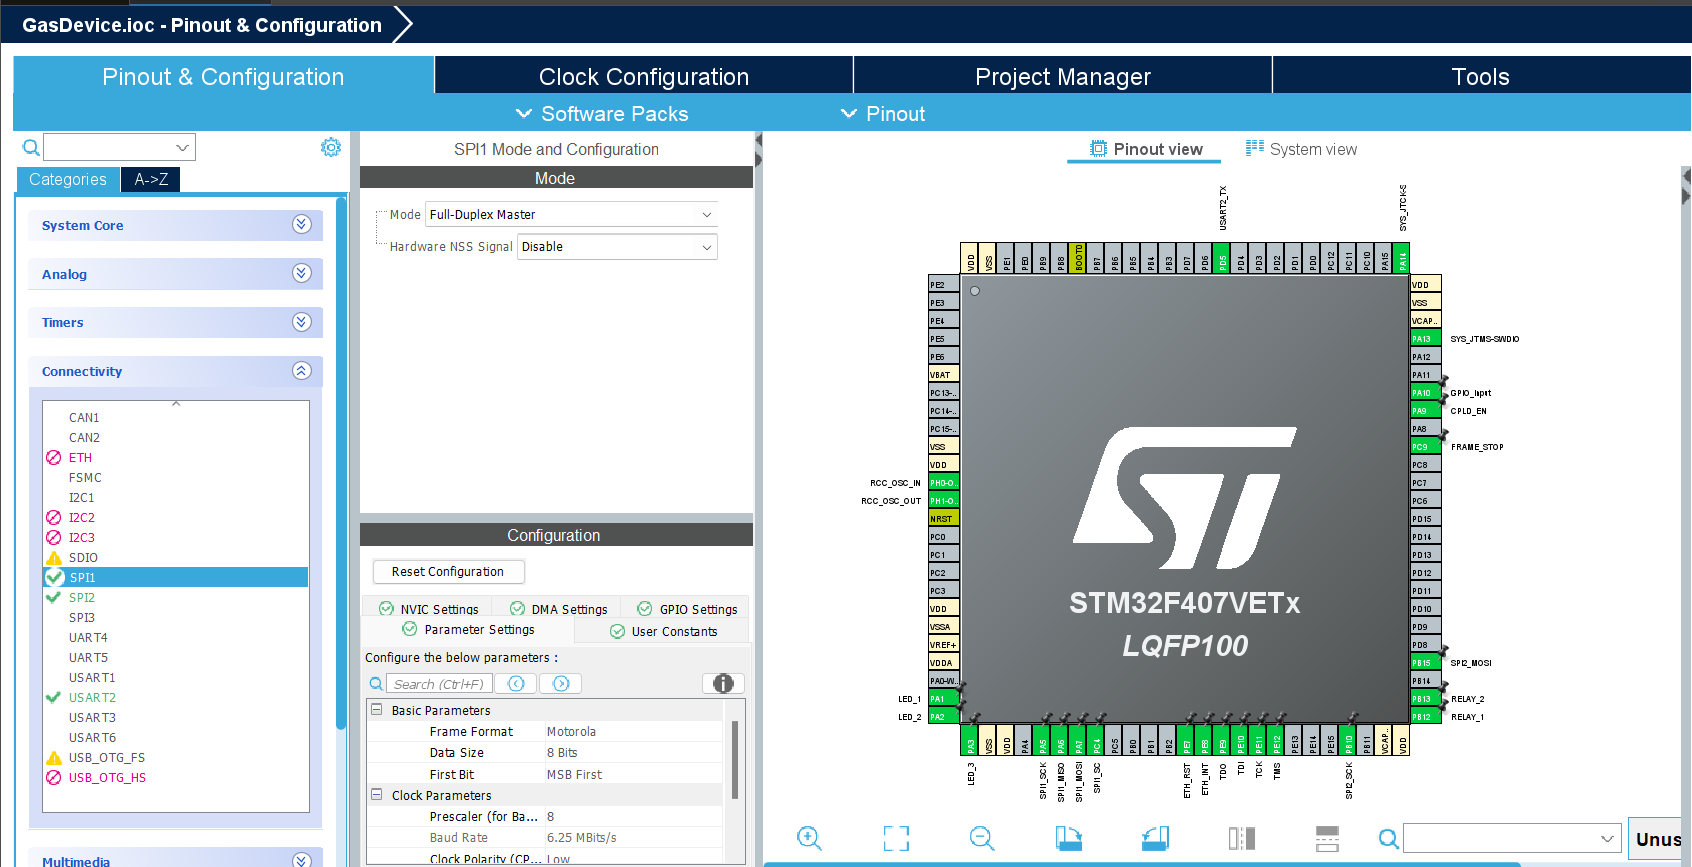 GasDevice.ioc - Pinout & Configuration
Pinout & Configuration
Clock Configuration
Project Manager
Tools
Software Packs
Pinout
Categories
A->Z
System Core
Analog
Timers
Connectivity
CAN1
CAN2
ETH
FSMC
I2C1
I2C2
I2C3
SDIO
SPI1
SPI2
SPI3
UART4
UART5
USART1
USART2
USART3
USART6
USB_OTG_FS
USB_OTG_HS
Multimedia
SPI1 Mode and Configuration
Mode
Mode Full-Duplex Master
Hardware NSS Signal Disable
Configuration
Reset Configuration
NVIC Settings
DMA Settings
GPIO Settings
Parameter Settings
User Constants
Configure the below parameters :
Search (Ctrl+F)
Basic Parameters
Frame Format Motorola
Data Size 8 Bits
First Bit MSB First
Clock Parameters
Prescaler (for Ba... 8
Baud Rate 6.25 MBits/s
Clock Polarity (CP... Low
Pinout view
System view
USART2_TX
SYS_JTCK-S
VDD
VSS
PE1
PE0
PB9
PB8
BOOT0
PB7
PB6
PB5
PB4
PB3
PD7
PD6
PD5
PD4
PD3
PD2
PD1
PD0
PC12
PC11
PC10
PA15
PA14
PE2
PE3
PE4
PE5
PE6
VBAT
PC13-..
PC14-..
PC15-..
VSS
VDD
RCC_OSC_IN PH0-O..
RCC_OSC_OUT PH1-O..
NRST
PC0
PC1
PC2
PC3
VDD
VSSA
VREF+
VDDA
PA0-W..
LED_1 PA1
LED_2 PA2
STM32F407VETx
LQFP100
VDD
VSS
VCAP..
PA13 SYS_JTMS-SWDIO
PA12
PA11
PA10 GPIO_Input
PA9 CPLD_EN
PA8
PC9 FRAME_STOP
PC8
PC7
PC6
PD15
PD14
PD13
PD12
PD11
PD10
PD9
PD8
PB15 SPI2_MOSI
PB14
PB13 RELAY_2
PB12 RELAY_1
PA3
VSS
VDD
PA4
PA5
PA6
PA7
PC4
PC5
PB0
PB1
PB2
PE7
PE8
PE9
PE10
PE11
PE12
PE13
PE14
PE15
PB10
PB11
VCAP..
VDD
LED_3
SPI1_SCK
SPI1_MISO
SPI1_MOSI
SPI1_SC
ETH_RST
ETH_INT
TDO
TDI
TCK
TMS
SPI2_SCK
Unus